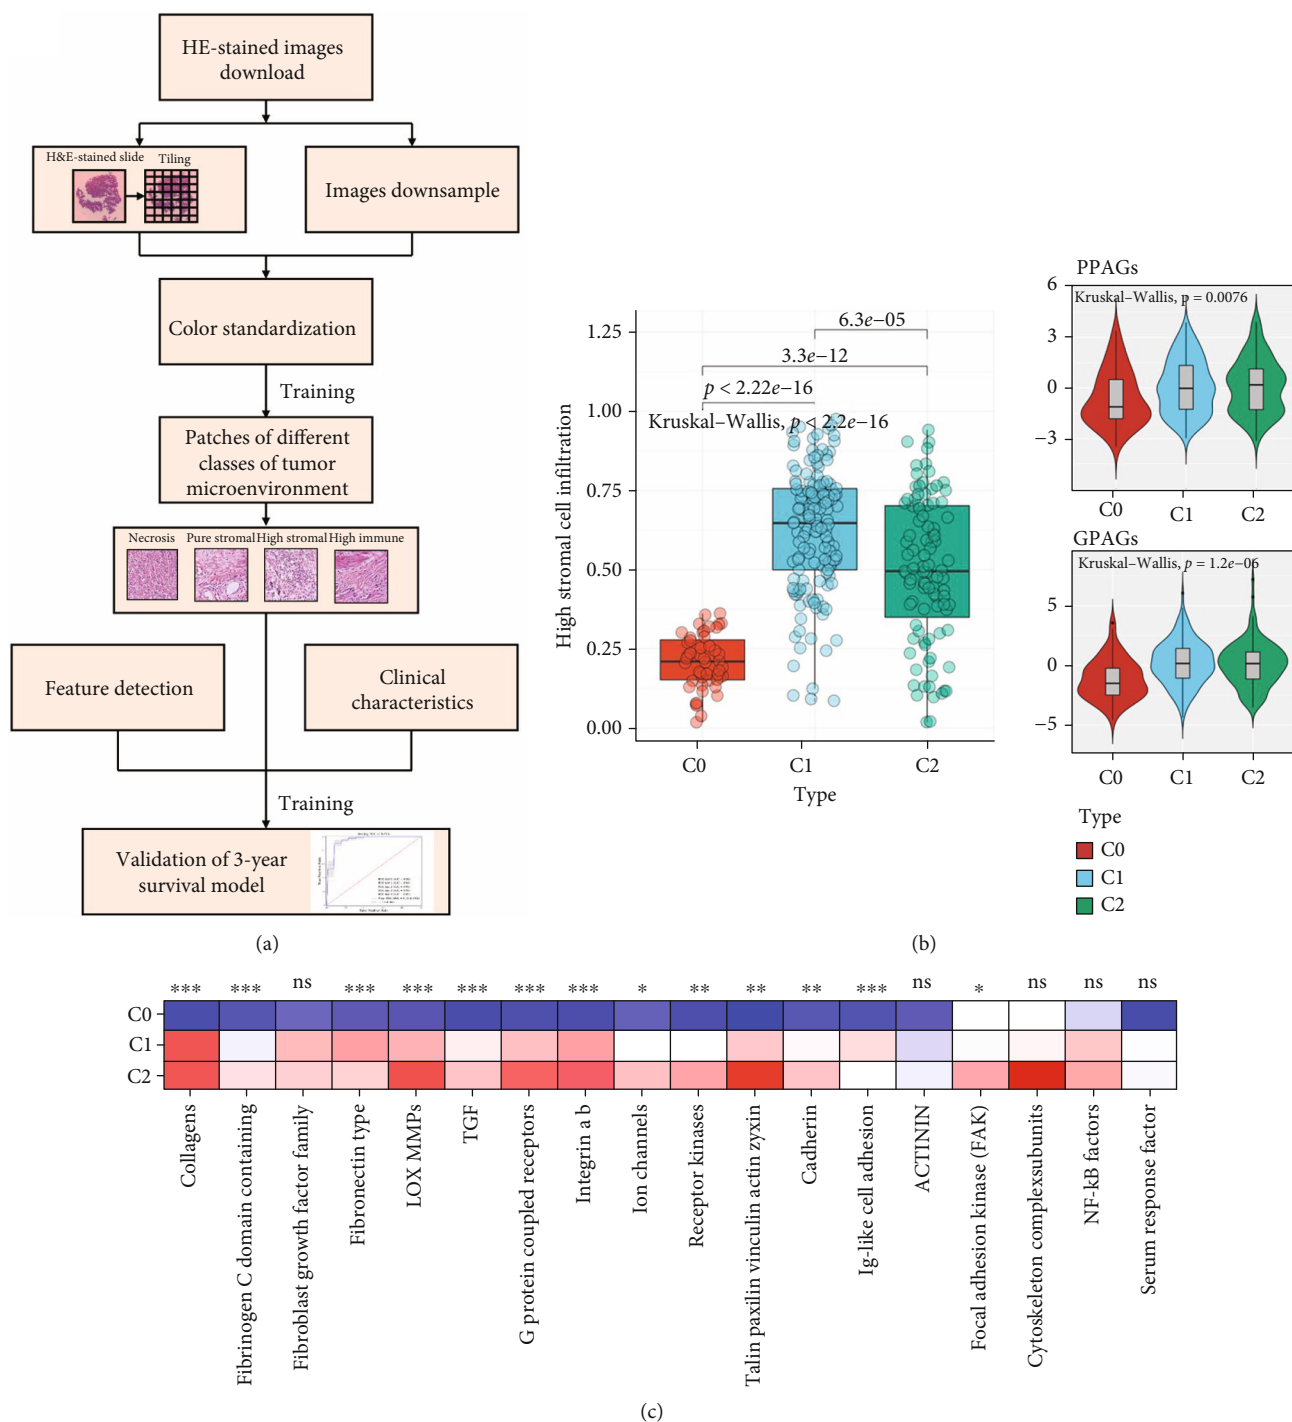 HE-stained images
download
H&E-stained slide
Tiling
Images downsample
Color standardization
Training
Patches of different
classes of tumor
microenvironment
Necrosis
Pure stromal
High stromal
High immune
Feature detection
Clinical
characteristics
Training
Validation of 3-year
survival model
(a)
High stromal cell infiltration
1.25
1.00
0.75
0.50
0.25
0.00
6.3e−05
3.3e−12
p < 2.22e−16
Kruskal–Wallis, p < 2.2e−16
C0
C1
C2
Type
PPAGs
Kruskal–Wallis, p = 0.0076
6
3
0
−3
C0
C1
C2
GPAGs
Kruskal–Wallis, p = 1.2e−06
5
0
−5
C0
C1
C2
Type
C0
C1
C2
(b)
*** *** ns *** *** *** *** *** * ** ** ** *** ns * ns ns ns
C0
C1
C2
Collagens
Fibrinogen C domain containing
Fibroblast growth factor family
Fibronectin type
LOX MMPs
TGF
G protein coupled receptors
Integrin a b
Ion channels
Receptor kinases
Talin paxilin vinculin actin zyxin
Cadherin
Ig-like cell adhesion
ACTININ
Focal adhesion kinase (FAK)
Cytoskeleton complexsubunits
NF-kB factors
Serum response factor
(c)